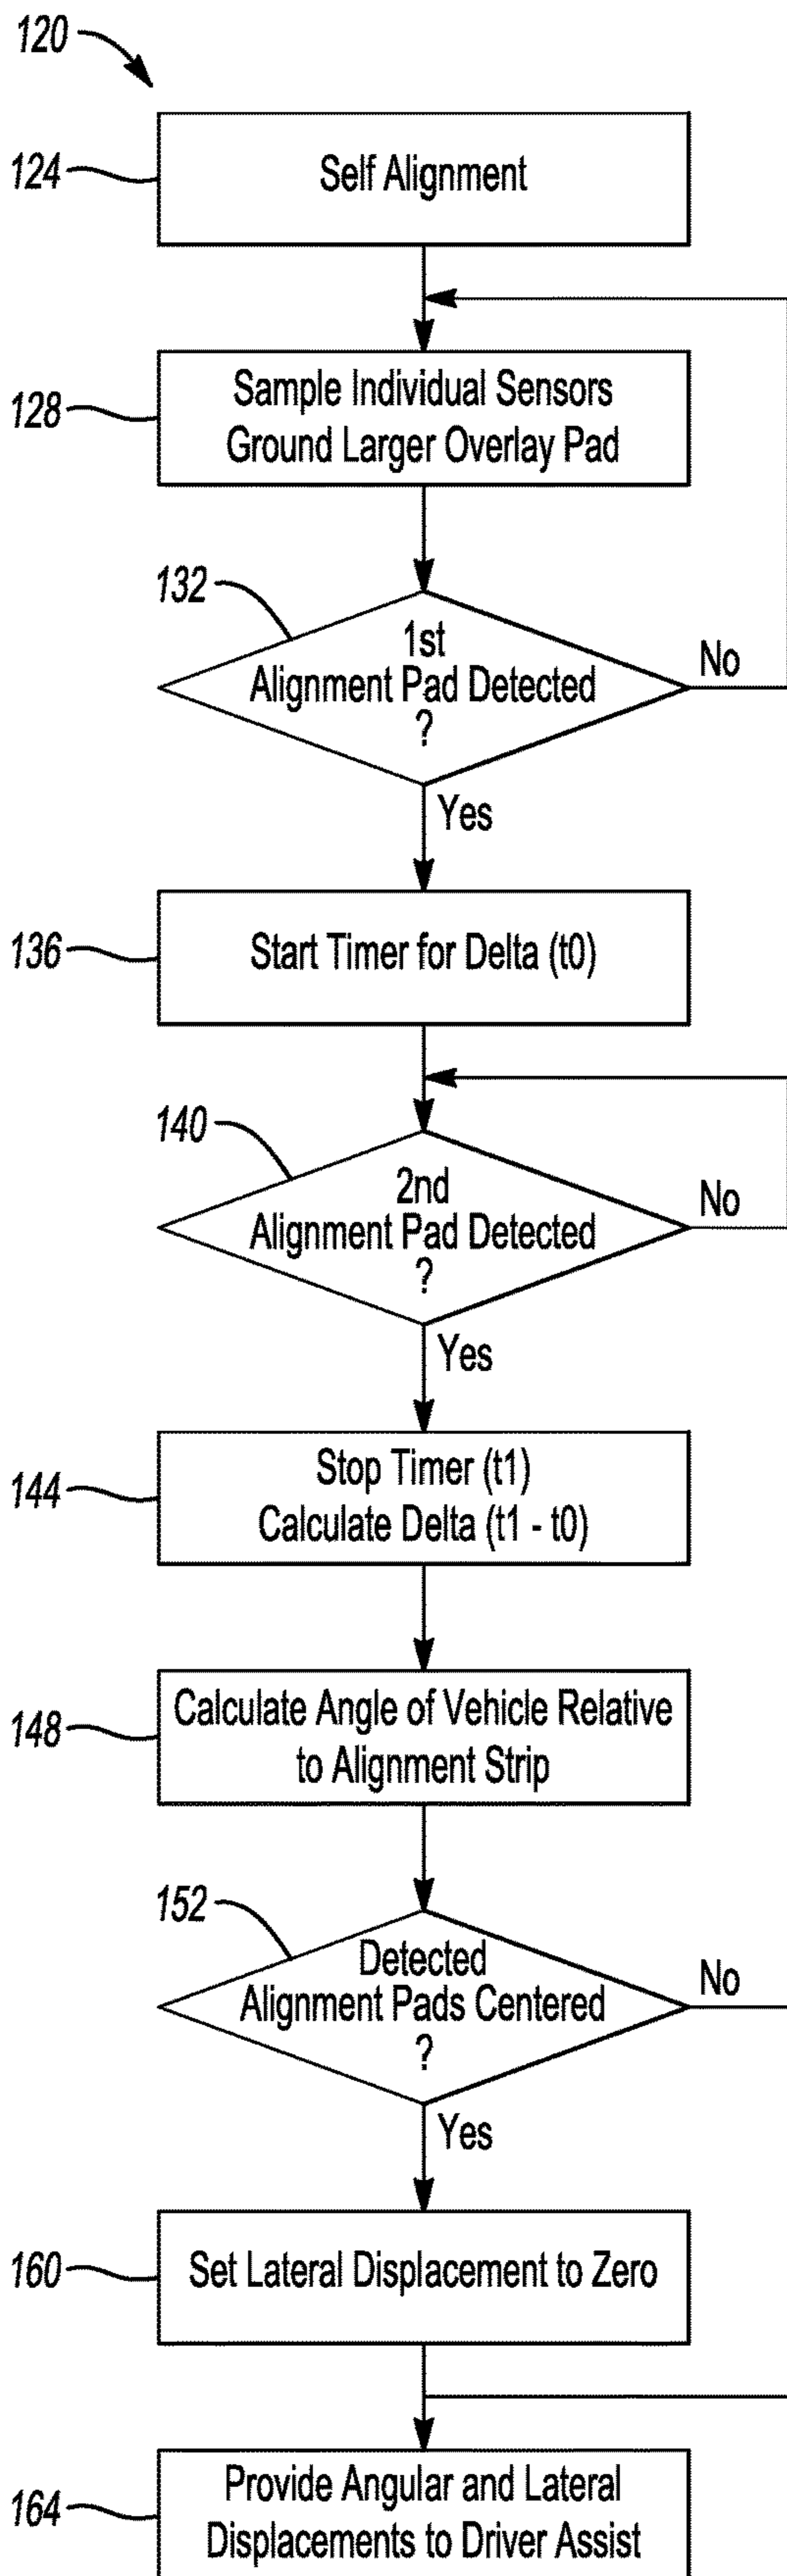 120
124
Self Alignment
128
Sample Individual Sensors
Ground Larger Overlay Pad
132
1st
Alignment Pad Detected
?
No
Yes
136
Start Timer for Delta (t0)
140
2nd
Alignment Pad Detected
?
No
Yes
144
Stop Timer (t1)
Calculate Delta (t1 - t0)
148
Calculate Angle of Vehicle Relative
to Alignment Strip
152
Detected
Alignment Pads Centered
?
No
Yes
160
Set Lateral Displacement to Zero
164
Provide Angular and Lateral
Displacements to Driver Assist